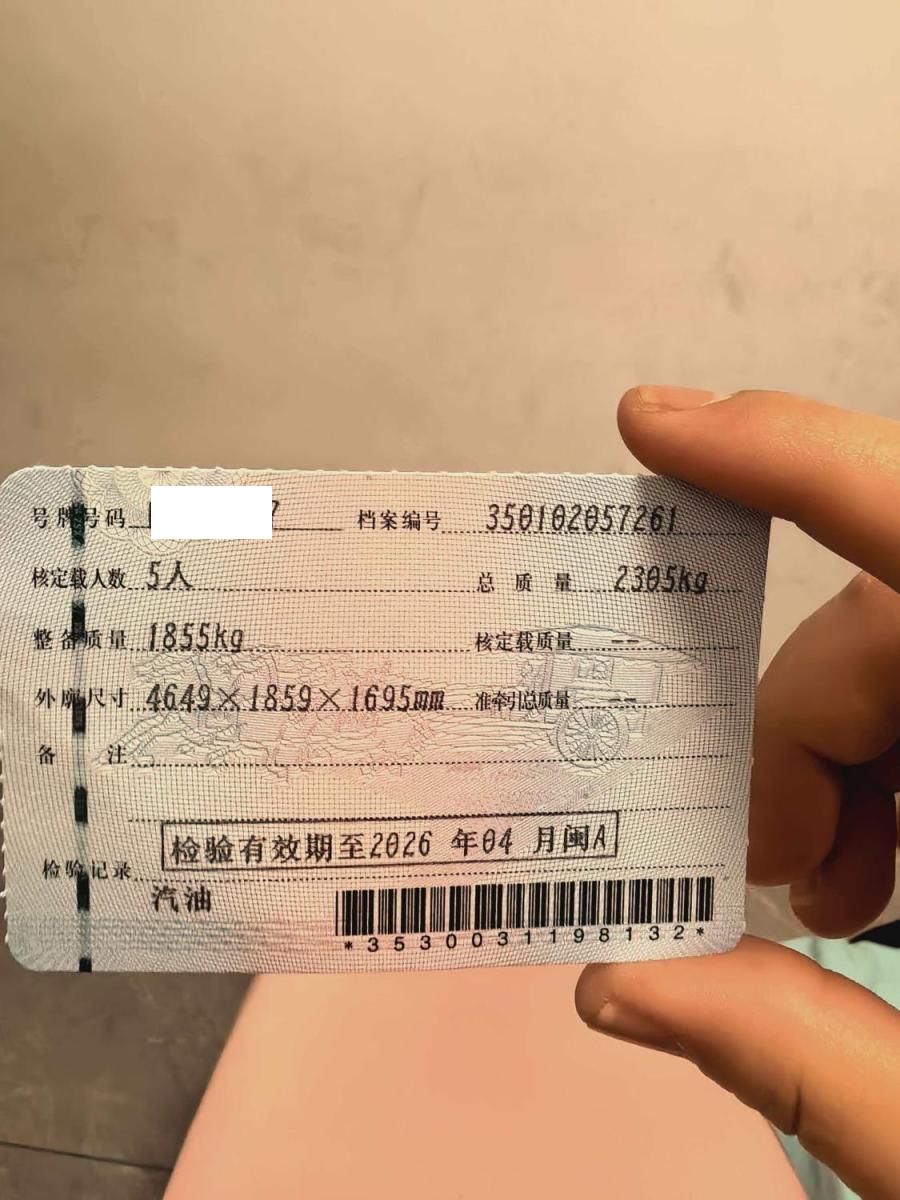 号牌号码 7 档案编号 350102057261
核定载人数 5人 总质量 2305kg
整备质量 1855kg 核定载质量 --
外廓尺寸 4649×1859×1695mm 准牵引总质量 --
备注
检验有效期至2026 年04 月闽A
检验记录
汽油
*3530031198132*